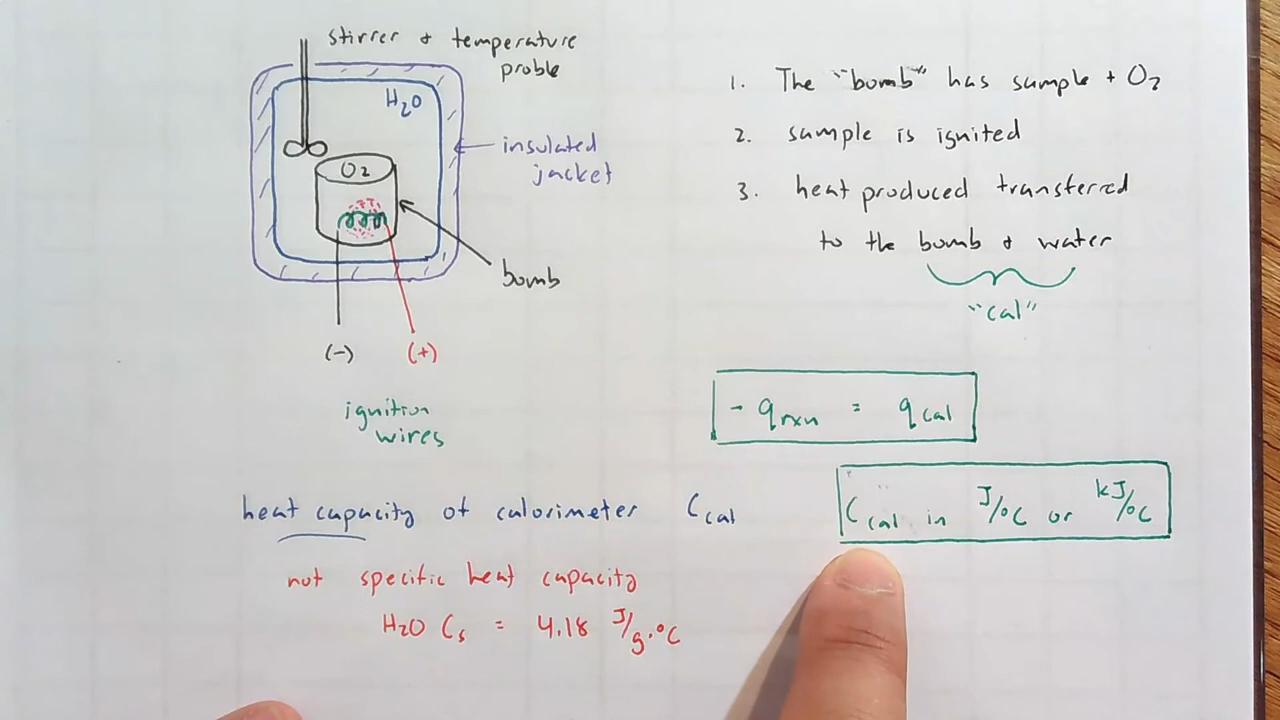 stirrer & temperature
proble
H2O
O2
insulated
jacket
bomb
(-)
(+)
ignition
wires
1. The "bomb" has sample + O2
2. sample is ignited
3. heat produced transferred
to the bomb & water
"cal"
- qrxn = qcal
heat capacity of calorimeter Ccal
Ccal in J/°C or kJ/°C
not specific heat capacity
H2O Cs = 4.18 J/g·°C